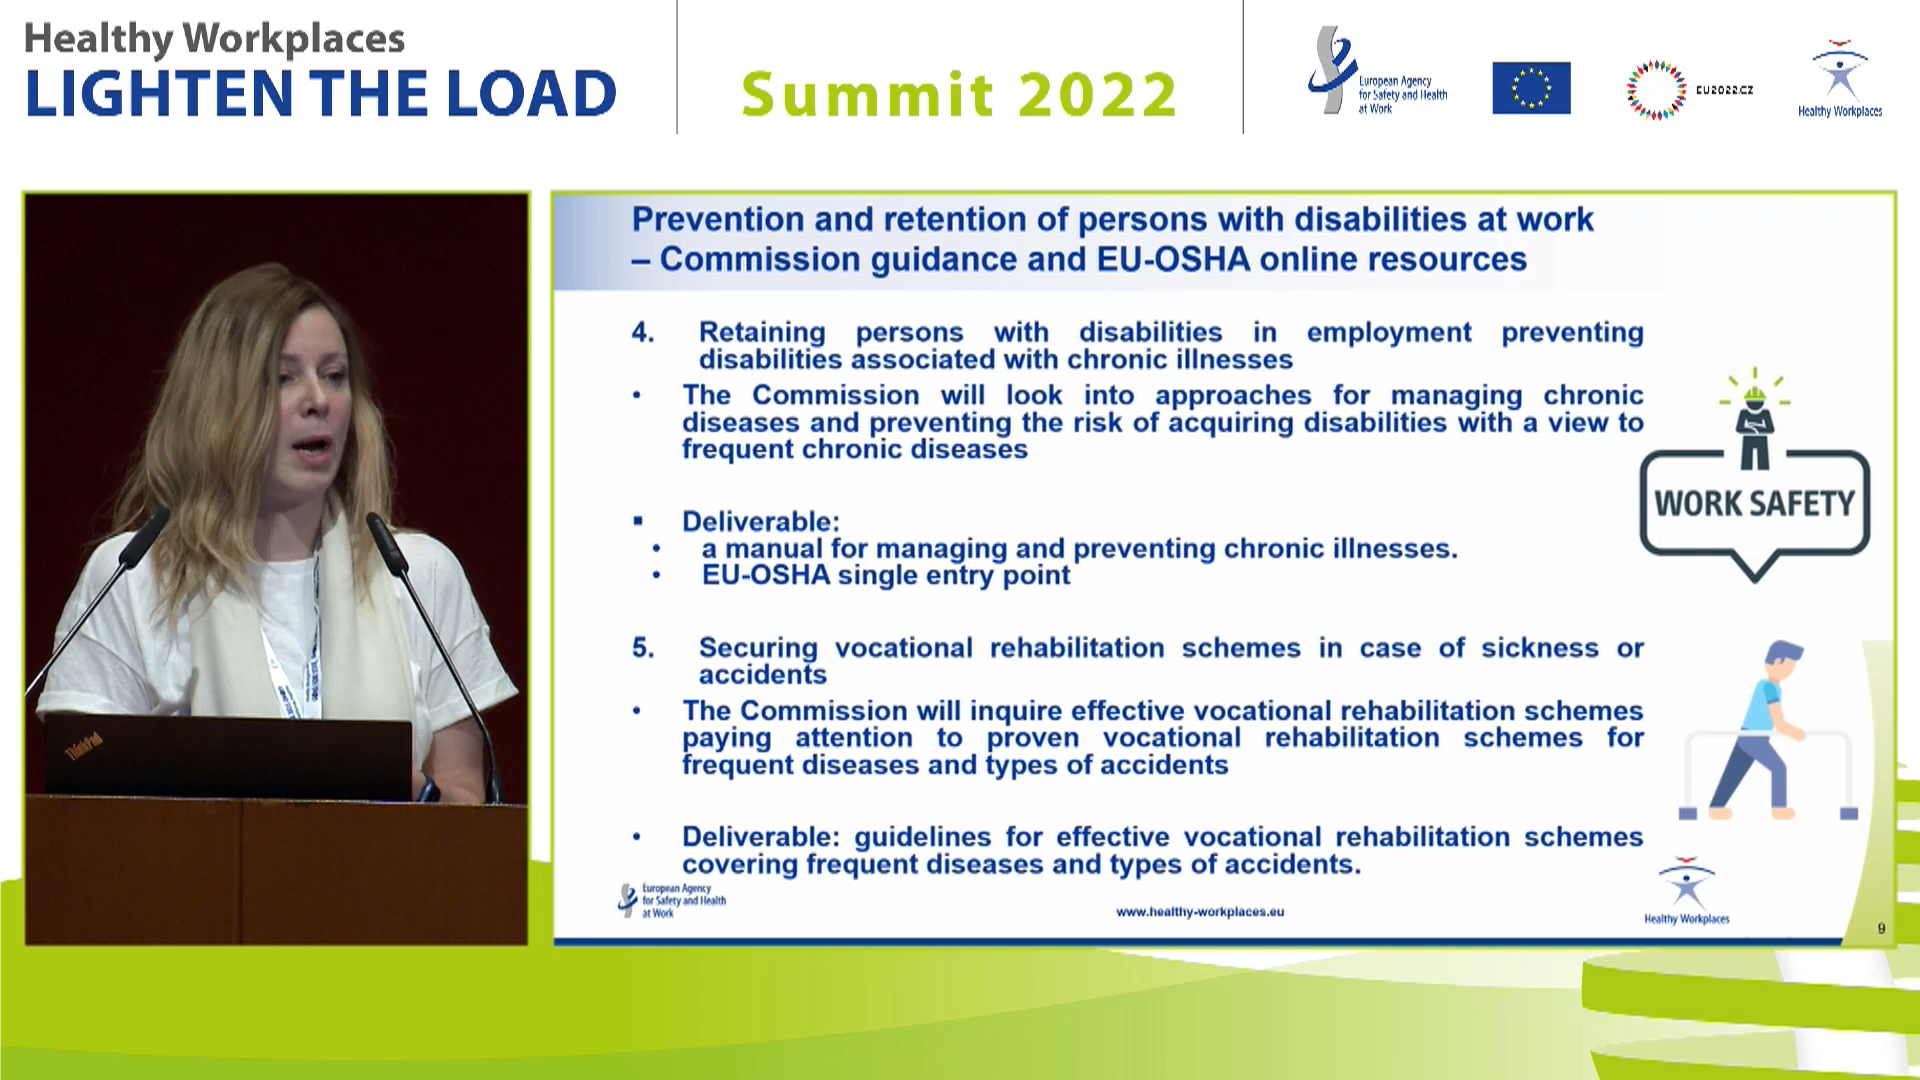 Healthy Workplaces
LIGHTEN THE LOAD
Summit 2022
European Agency
for Safety and Health
at Work
EU2022.CZ
Healthy Workplaces
Prevention and retention of persons with disabilities at work
– Commission guidance and EU-OSHA online resources
4. Retaining persons with disabilities in employment preventing
disabilities associated with chronic illnesses
• The Commission will look into approaches for managing chronic
diseases and preventing the risk of acquiring disabilities with a view to
frequent chronic diseases
▪ Deliverable:
• a manual for managing and preventing chronic illnesses.
• EU-OSHA single entry point
WORK SAFETY
5. Securing vocational rehabilitation schemes in case of sickness or
accidents
• The Commission will inquire effective vocational rehabilitation schemes
paying attention to proven vocational rehabilitation schemes for
frequent diseases and types of accidents
• Deliverable: guidelines for effective vocational rehabilitation schemes
covering frequent diseases and types of accidents.
European Agency
for Safety and Health
at Work
www.healthy-workplaces.eu
Healthy Workplaces
9
ThinkPad